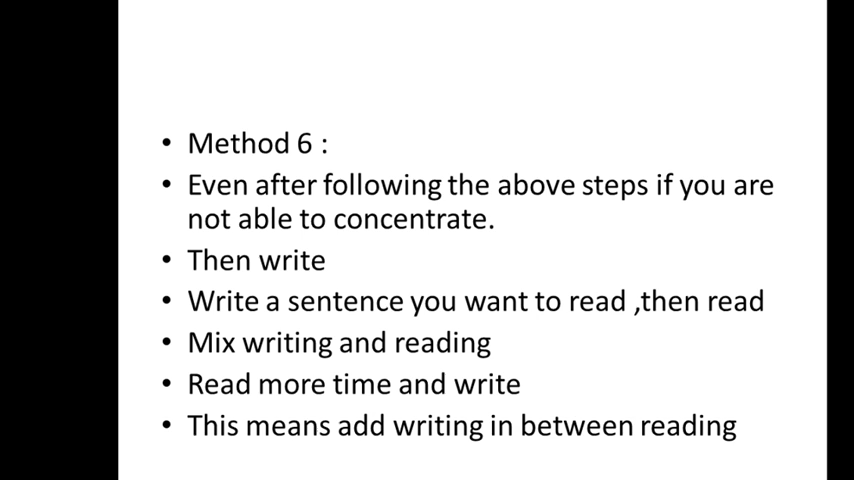 • Method 6 :
• Even after following the above steps if you are
not able to concentrate.
• Then write
• Write a sentence you want to read ,then read
• Mix writing and reading
• Read more time and write
• This means add writing in between reading